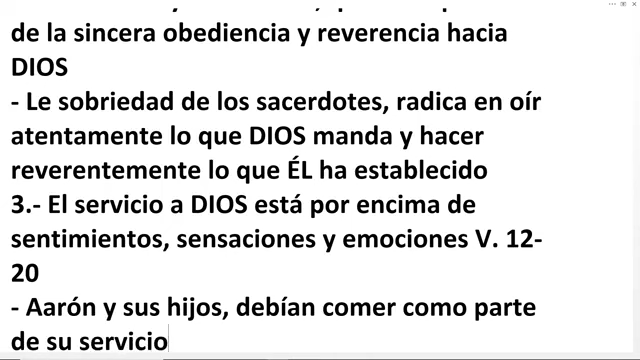 de la sincera obediencia y reverencia hacia
DIOS
- Le sobriedad de los sacerdotes, radica en oír
atentamente lo que DIOS manda y hacer
reverentemente lo que ÉL ha establecido
3.- El servicio a DIOS está por encima de
sentimientos, sensaciones y emociones V. 12-
20
- Aarón y sus hijos, debían comer como parte
de su servicio